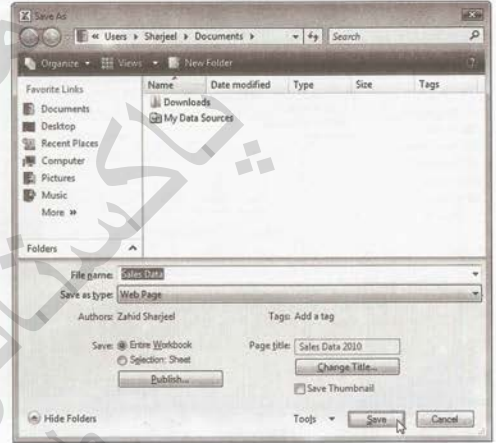 Save As
« Users ▸ Sharjeel ▸ Documents ▸ Search
Organize Views New Folder
Favorite Links
Documents
Desktop
Recent Places
Computer
Pictures
Music
More »
Folders
Name Date modified Type Size Tags
Downloads
My Data Sources
File name: Sales Data
Save as type: Web Page
Authors: Zahid Sharjeel Tags: Add a tag
Save: Entire Workbook Page title: Sales Data 2010
Selection: Sheet Change Title...
Publish... Save Thumbnail
Hide Folders Tools Save Cancel